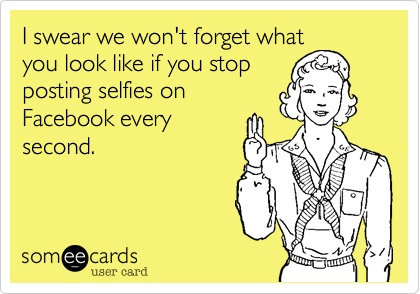 I swear we won't forget what
you look like if you stop
posting selfies on
Facebook every
second.
G S
G S
someecards
user card